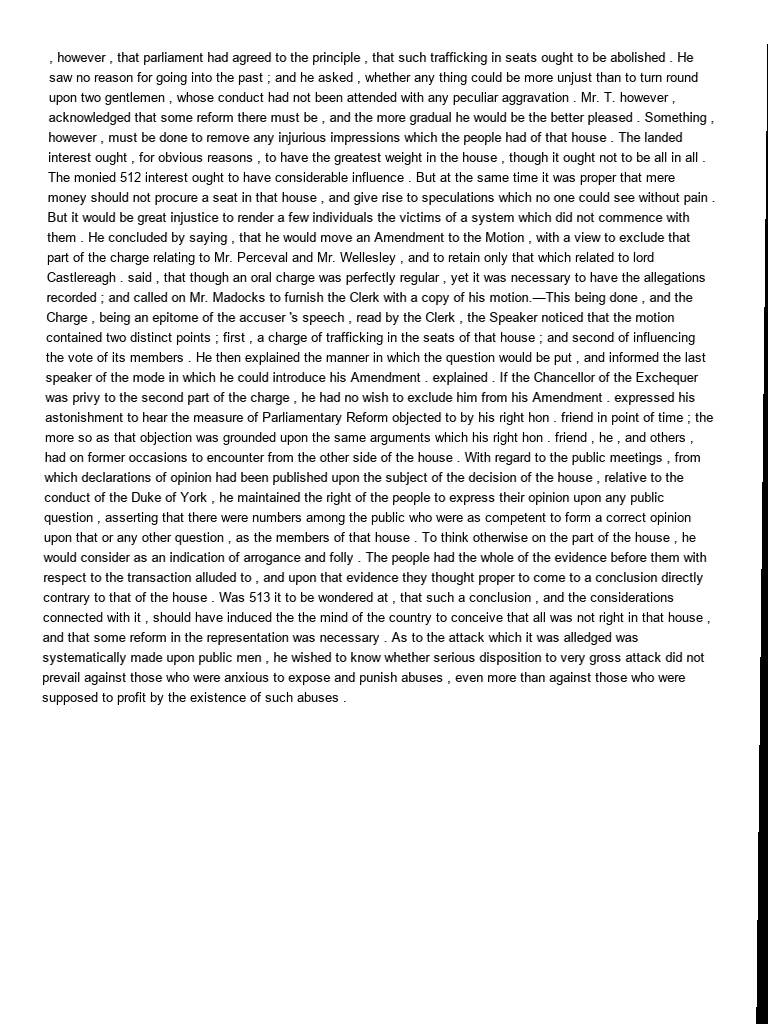 , however , that parliament had agreed to the principle , that such trafficking in seats ought to be abolished . He
saw no reason for going into the past ; and he asked , whether any thing could be more unjust than to turn round
upon two gentlemen , whose conduct had not been attended with any peculiar aggravation . Mr. T. however ,
acknowledged that some reform there must be , and the more gradual he would be the better pleased . Something ,
however , must be done to remove any injurious impressions which the people had of that house . The landed
interest ought , for obvious reasons , to have the greatest weight in the house , though it ought not to be all in all .
The monied 512 interest ought to have considerable influence . But at the same time it was proper that mere
money should not procure a seat in that house , and give rise to speculations which no one could see without pain .
But it would be great injustice to render a few individuals the victims of a system which did not commence with
them . He concluded by saying , that he would move an Amendment to the Motion , with a view to exclude that
part of the charge relating to Mr. Perceval and Mr. Wellesley , and to retain only that which related to lord
Castlereagh . said , that though an oral charge was perfectly regular , yet it was necessary to have the allegations
recorded ; and called on Mr. Madocks to furnish the Clerk with a copy of his motion.—This being done , and the
Charge , being an epitome of the accuser 's speech , read by the Clerk , the Speaker noticed that the motion
contained two distinct points ; first , a charge of trafficking in the seats of that house ; and second of influencing
the vote of its members . He then explained the manner in which the question would be put , and informed the last
speaker of the mode in which he could introduce his Amendment . explained . If the Chancellor of the Exchequer
was privy to the second part of the charge , he had no wish to exclude him from his Amendment . expressed his
astonishment to hear the measure of Parliamentary Reform objected to by his right hon . friend in point of time ; the
more so as that objection was grounded upon the same arguments which his right hon . friend , he , and others ,
had on former occasions to encounter from the other side of the house . With regard to the public meetings , from
which declarations of opinion had been published upon the subject of the decision of the house , relative to the
conduct of the Duke of York , he maintained the right of the people to express their opinion upon any public
question , asserting that there were numbers among the public who were as competent to form a correct opinion
upon that or any other question , as the members of that house . To think otherwise on the part of the house , he
would consider as an indication of arrogance and folly . The people had the whole of the evidence before them with
respect to the transaction alluded to , and upon that evidence they thought proper to come to a conclusion directly
contrary to that of the house . Was 513 it to be wondered at , that such a conclusion , and the considerations
connected with it , should have induced the the mind of the country to conceive that all was not right in that house ,
and that some reform in the representation was necessary . As to the attack which it was alledged was
systematically made upon public men , he wished to know whether serious disposition to very gross attack did not
prevail against those who were anxious to expose and punish abuses , even more than against those who were
supposed to profit by the existence of such abuses .